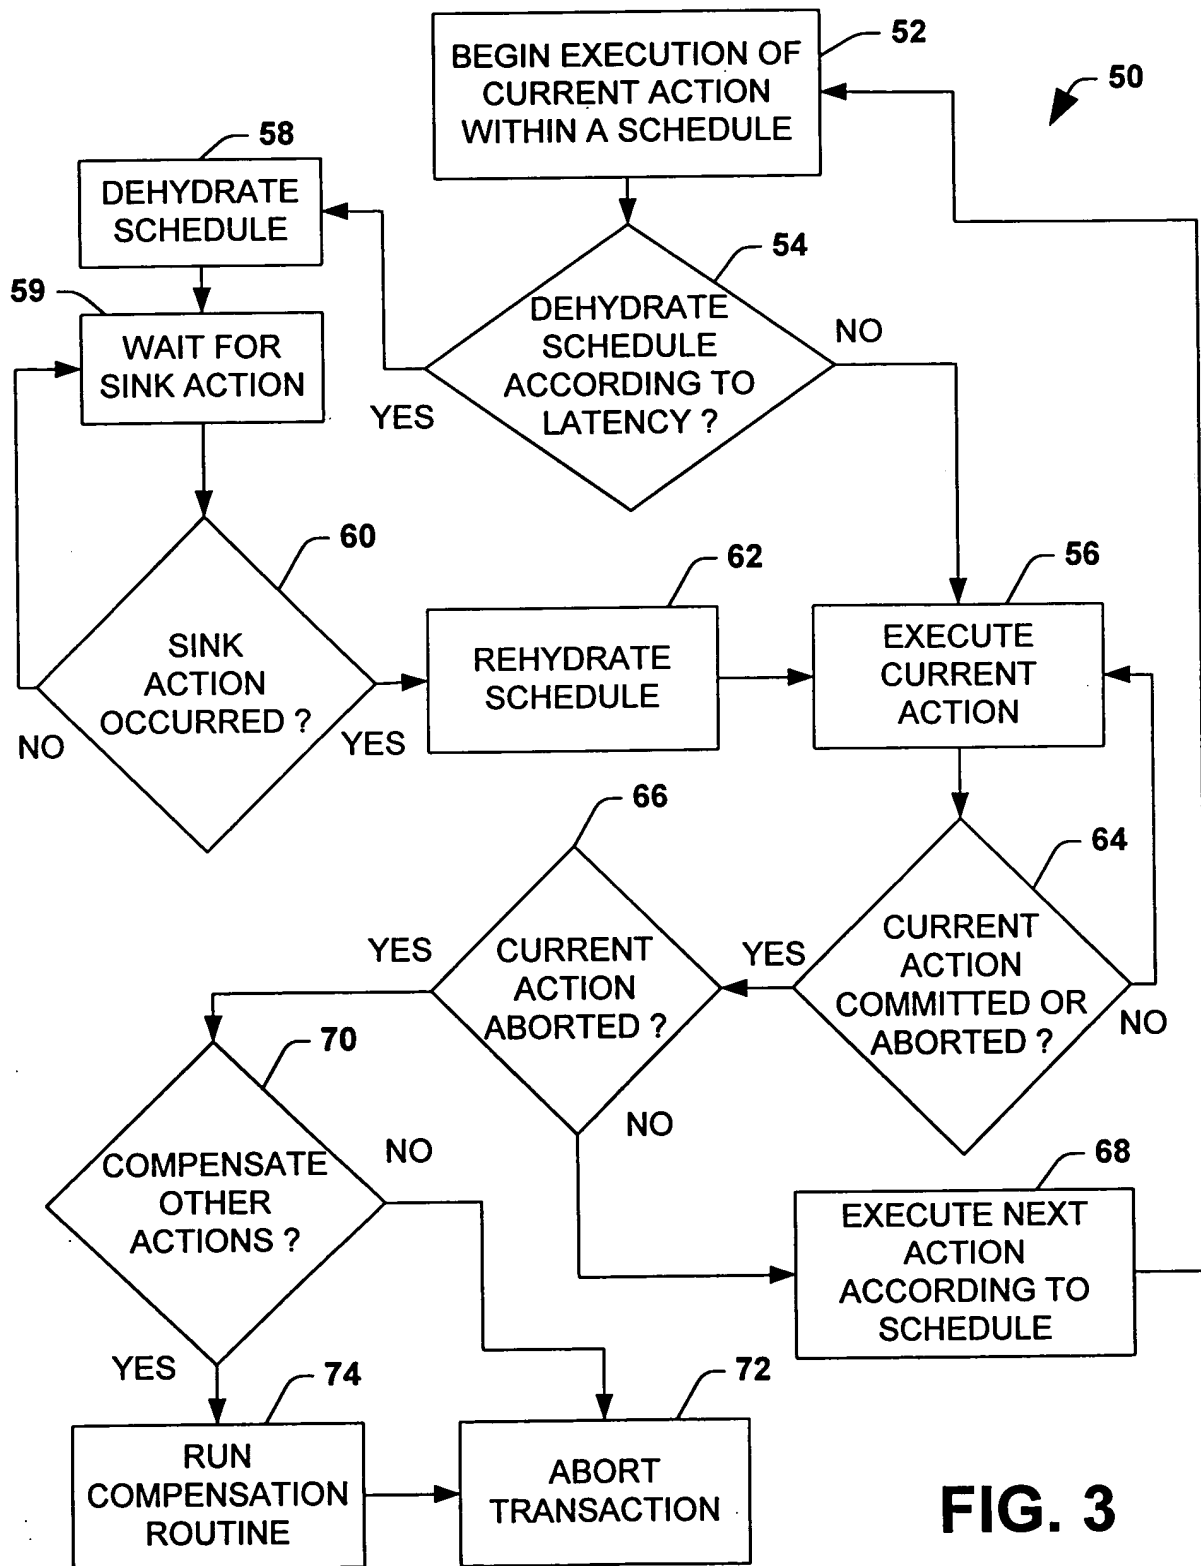 52
BEGIN EXECUTION OF
CURRENT ACTION
WITHIN A SCHEDULE
50
58
DEHYDRATE
SCHEDULE
54
DEHYDRATE
SCHEDULE
ACCORDING TO
LATENCY ?
NO
YES
59
WAIT FOR
SINK ACTION
60
SINK
ACTION
OCCURRED ?
NO
YES
62
REHYDRATE
SCHEDULE
56
EXECUTE
CURRENT
ACTION
64
CURRENT
ACTION
COMMITTED OR
ABORTED ?
YES
NO
66
CURRENT
ACTION
ABORTED ?
YES
NO
70
COMPENSATE
OTHER
ACTIONS ?
NO
YES
68
EXECUTE NEXT
ACTION
ACCORDING TO
SCHEDULE
74
RUN
COMPENSATION
ROUTINE
72
ABORT
TRANSACTION
FIG. 3